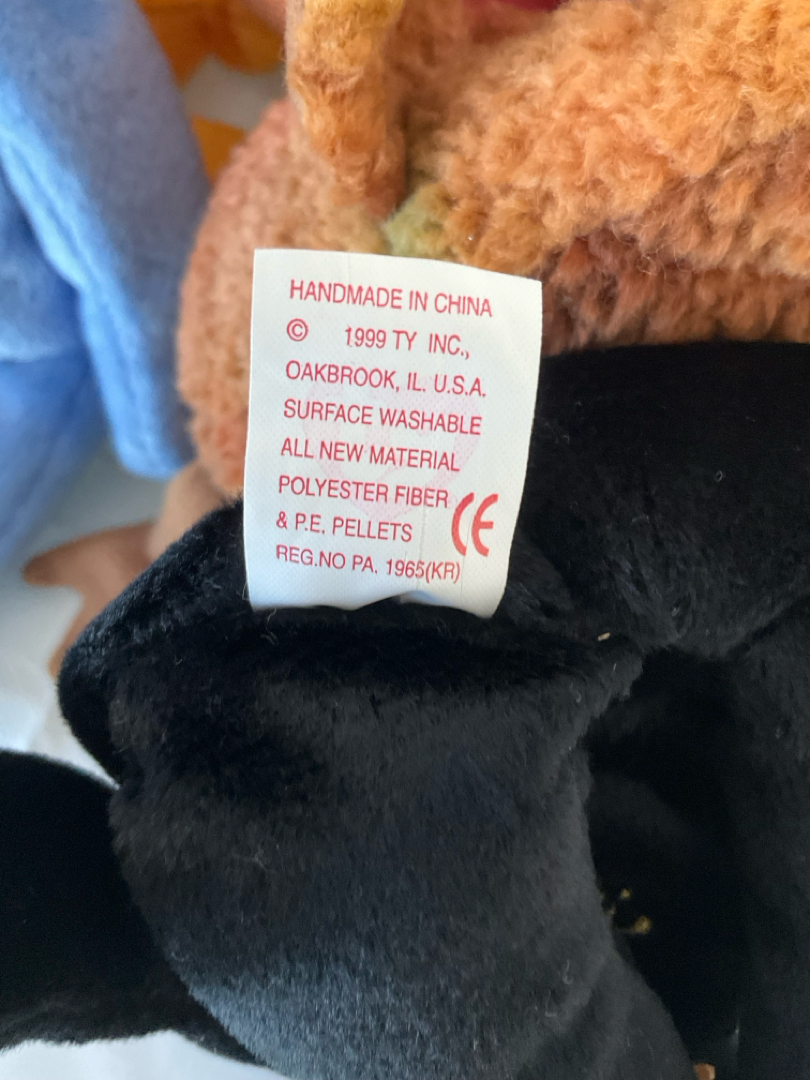 HANDMADE IN CHINA
© 1999 TY INC.,
OAKBROOK, IL. U.S.A.
SURFACE WASHABLE
ALL NEW MATERIAL
POLYESTER FIBER
& P.E. PELLETS CE
REG.NO PA. 1965(KR)